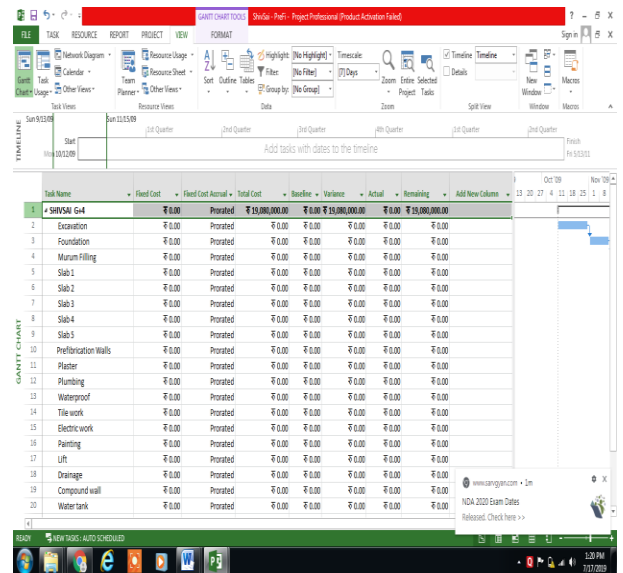 GANTT CHART TOOLS ShivSai - PreFi - Project Professional (Product Activation Failed)
FILE TASK RESOURCE REPORT PROJECT VIEW FORMAT Sign in
Gantt Chart Task Usage Network Diagram Calendar Other Views Task Views
Team Planner Resource Usage Resource Sheet Other Views Resource Views
Sort Outline Tables Highlight: [No Highlight] Filter: [No Filter] Group by: [No Group] Data
Timescale: [7] Days Zoom Entire Project Selected Tasks Zoom
Timeline Timeline Details Split View
New Window Window Macros Macros
TIMELINE
Sun 9/13/09 Sun 11/15/09
1st Quarter 2nd Quarter 3rd Quarter 4th Quarter 1st Quarter 2nd Quarter
Start 10/12/09
Add tasks with dates to the timeline
Finish
Fri 5/13/11
Oct '09 Nov '09
Task Name Fixed Cost Fixed Cost Accrual Total Cost Baseline Variance Actual Remaining Add New Column 13 20 27 4 11 18 25 1 8
1 SHIVSAI G+4 ₹ 0.00 Prorated ₹ 19,080,000.00 ₹ 0.00 ₹ 19,080,000.00 ₹ 0.00 ₹ 19,080,000.00
2 Excavation ₹ 0.00 Prorated ₹ 0.00 ₹ 0.00 ₹ 0.00 ₹ 0.00 ₹ 0.00
3 Foundation ₹ 0.00 Prorated ₹ 0.00 ₹ 0.00 ₹ 0.00 ₹ 0.00 ₹ 0.00
4 Murum Filling ₹ 0.00 Prorated ₹ 0.00 ₹ 0.00 ₹ 0.00 ₹ 0.00 ₹ 0.00
5 Slab 1 ₹ 0.00 Prorated ₹ 0.00 ₹ 0.00 ₹ 0.00 ₹ 0.00 ₹ 0.00
6 Slab 2 ₹ 0.00 Prorated ₹ 0.00 ₹ 0.00 ₹ 0.00 ₹ 0.00 ₹ 0.00
7 Slab 3 ₹ 0.00 Prorated ₹ 0.00 ₹ 0.00 ₹ 0.00 ₹ 0.00 ₹ 0.00
8 Slab 4 ₹ 0.00 Prorated ₹ 0.00 ₹ 0.00 ₹ 0.00 ₹ 0.00 ₹ 0.00
9 Slab 5 ₹ 0.00 Prorated ₹ 0.00 ₹ 0.00 ₹ 0.00 ₹ 0.00 ₹ 0.00
10 Prefibrication Walls ₹ 0.00 Prorated ₹ 0.00 ₹ 0.00 ₹ 0.00 ₹ 0.00 ₹ 0.00
11 Plaster ₹ 0.00 Prorated ₹ 0.00 ₹ 0.00 ₹ 0.00 ₹ 0.00 ₹ 0.00
12 Plumbing ₹ 0.00 Prorated ₹ 0.00 ₹ 0.00 ₹ 0.00 ₹ 0.00 ₹ 0.00
13 Waterproof ₹ 0.00 Prorated ₹ 0.00 ₹ 0.00 ₹ 0.00 ₹ 0.00 ₹ 0.00
14 Tile work ₹ 0.00 Prorated ₹ 0.00 ₹ 0.00 ₹ 0.00 ₹ 0.00 ₹ 0.00
15 Electric work ₹ 0.00 Prorated ₹ 0.00 ₹ 0.00 ₹ 0.00 ₹ 0.00 ₹ 0.00
16 Painting ₹ 0.00 Prorated ₹ 0.00 ₹ 0.00 ₹ 0.00 ₹ 0.00 ₹ 0.00
17 Lift ₹ 0.00 Prorated ₹ 0.00 ₹ 0.00 ₹ 0.00 ₹ 0.00 ₹ 0.00
18 Drainage ₹ 0.00 Prorated ₹ 0.00 ₹ 0.00 ₹ 0.00 ₹ 0.00 ₹ 0.00
19 Compound wall ₹ 0.00 Prorated ₹ 0.00 ₹ 0.00 ₹ 0.00 ₹ 0.00 ₹ 0.00
20 Water tank ₹ 0.00 Prorated ₹ 0.00 ₹ 0.00 ₹ 0.00 ₹ 0.00 ₹ 0.00
GANTT CHART
www.sarvgyan.com • 1m
NDA 2020 Exam Dates
Released. Check here >>
READY NEW TASKS : AUTO SCHEDULED
1:20 PM
7/17/2019